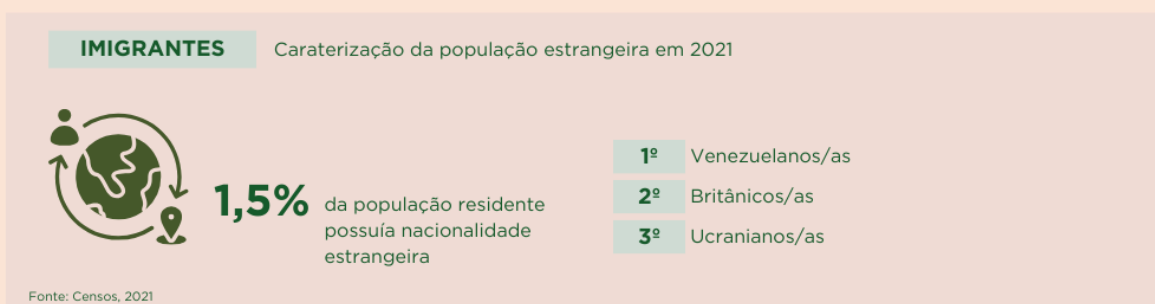 IMIGRANTES Caraterização da população estrangeira em 2021
1,5% da população residente
possuía nacionalidade
estrangeira
1º Venezuelanos/as
2º Britânicos/as
3º Ucranianos/as
Fonte: Censos, 2021